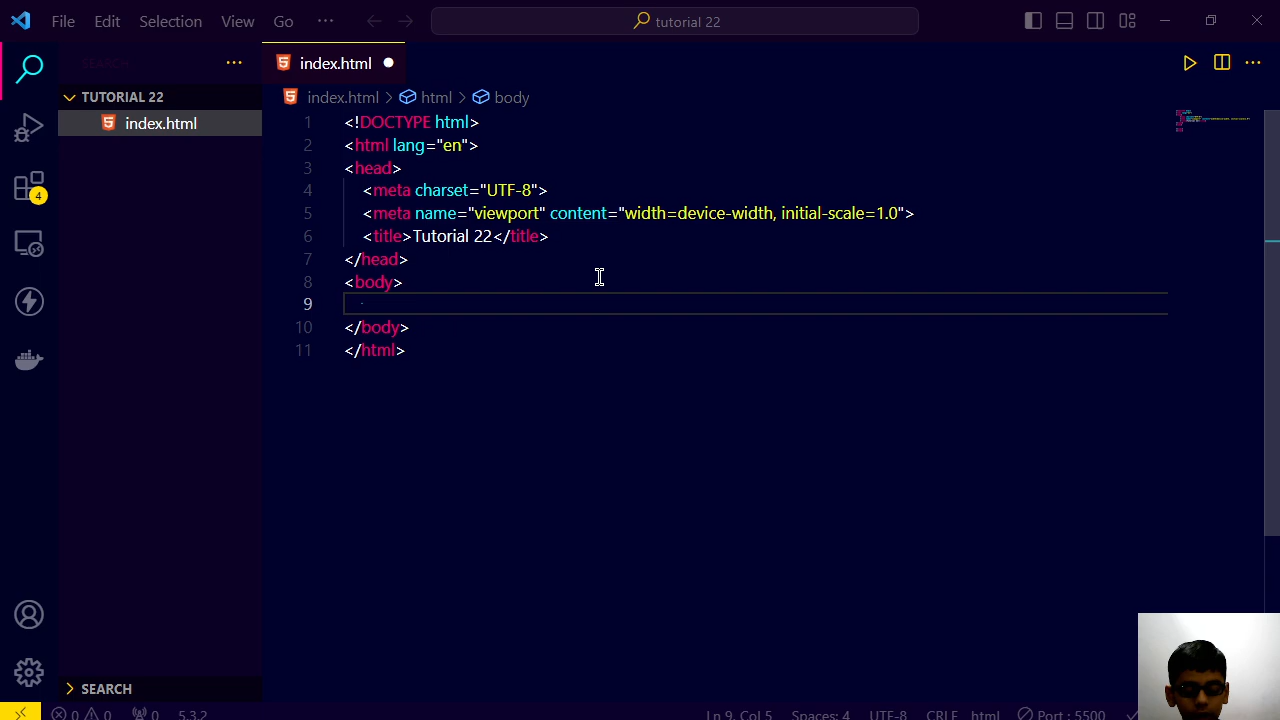 File Edit Selection View Go ··· tutorial 22
SEARCH ···
index.html
TUTORIAL 22
index.html
index.html > html > body
1 <!DOCTYPE html>
2 <html lang="en">
3 <head>
4 <meta charset="UTF-8">
5 <meta name="viewport" content="width=device-width, initial-scale=1.0">
6 <title>Tutorial 22</title>
7 </head>
8 <body>
9
10 </body>
11 </html>
4
SEARCH
0 0 0 5.3.2 Ln 9, Col 5 Spaces: 4 UTF-8 CRLF html Port : 5500